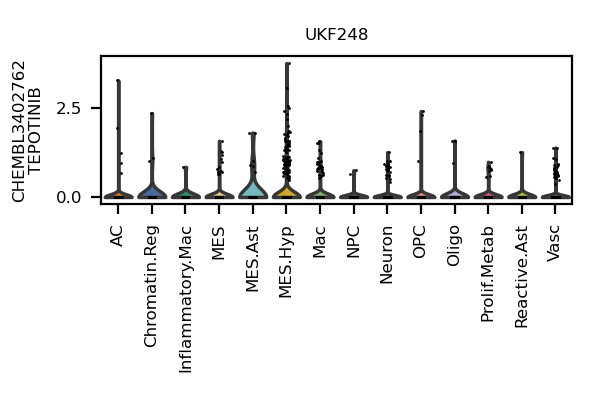 UKF248
CHEMBL3402762
TEPOTINIB
2.5
0.0
AC
Chromatin.Reg
Inflammatory.Mac
MES
MES.Ast
MES.Hyp
Mac
NPC
Neuron
OPC
Oligo
Prolif.Metab
Reactive.Ast
Vasc